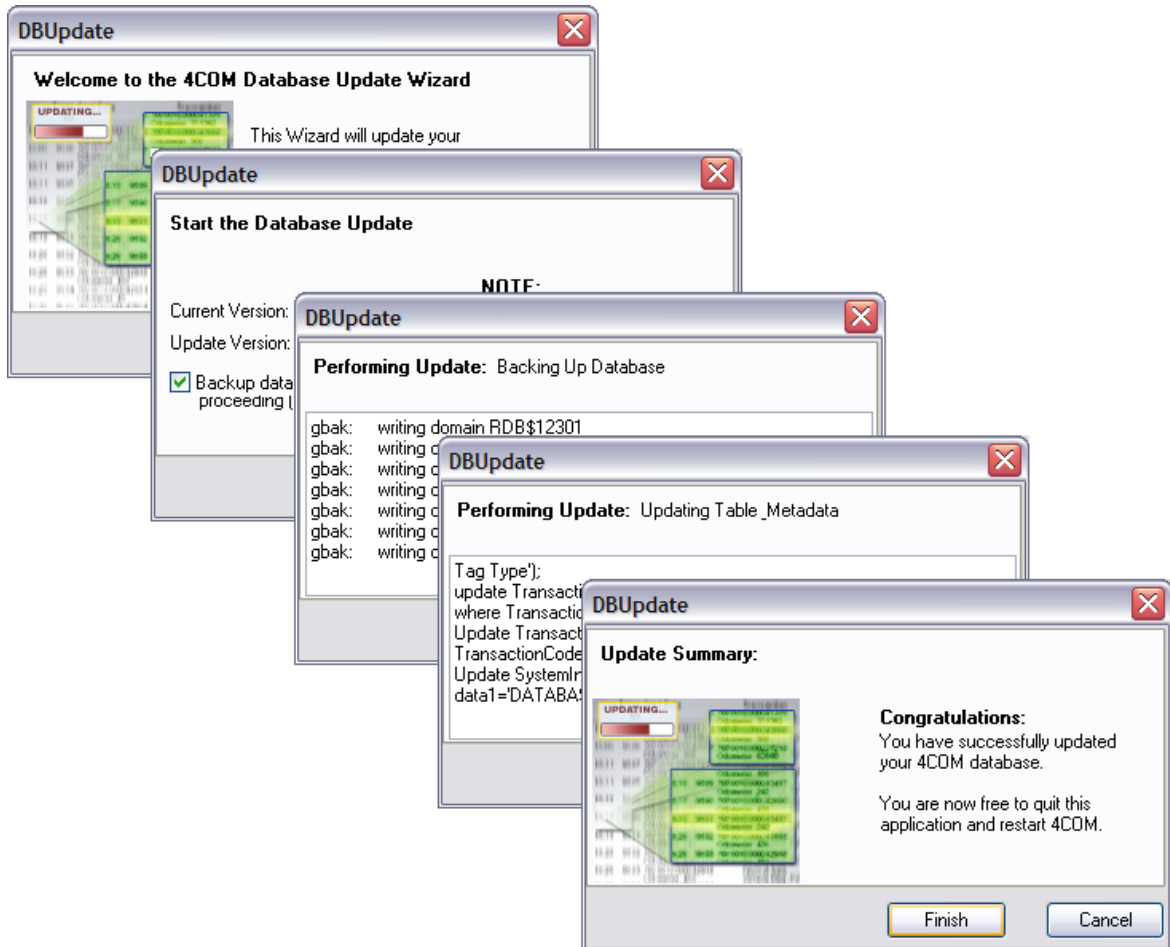 DBUpdate
Welcome to the 4COM Database Update Wizard
UPDATING...
This Wizard will update your
DBUpdate
Start the Database Update
NOTE:
Current Version:
Update Version:
Backup data
proceeding (
DBUpdate
Performing Update: Backing Up Database
gbak: writing domain RDB$12301
gbak: writing d
gbak: writing d
gbak: writing d
gbak: writing d
gbak: writing d
gbak: writing d
DBUpdate
Performing Update: Updating Table_Metadata
Tag Type');
update Transacti
where Transactio
Update Transact
TransactionCode
Update SystemIn
data1='DATABAS
DBUpdate
Update Summary:
UPDATING...
Congratulations:
You have successfully updated
your 4COM database.
You are now free to quit this
application and restart 4COM.
Finish
Cancel